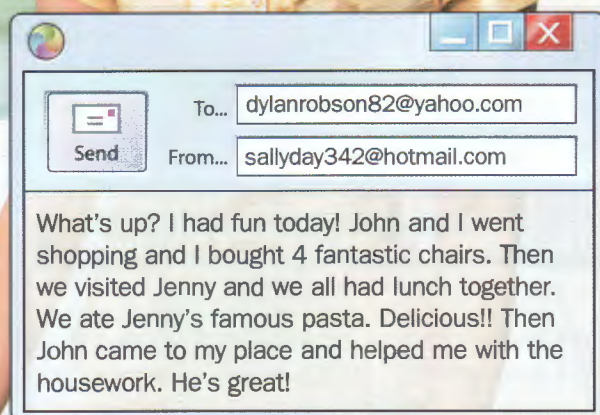 To... dylanrobson82@yahoo.com
Send
From... sallyday342@hotmail.com
What's up? I had fun today! John and I went
shopping and I bought 4 fantastic chairs. Then
we visited Jenny and we all had lunch together.
We ate Jenny's famous pasta. Delicious!! Then
John came to my place and helped me with the
housework. He's great!